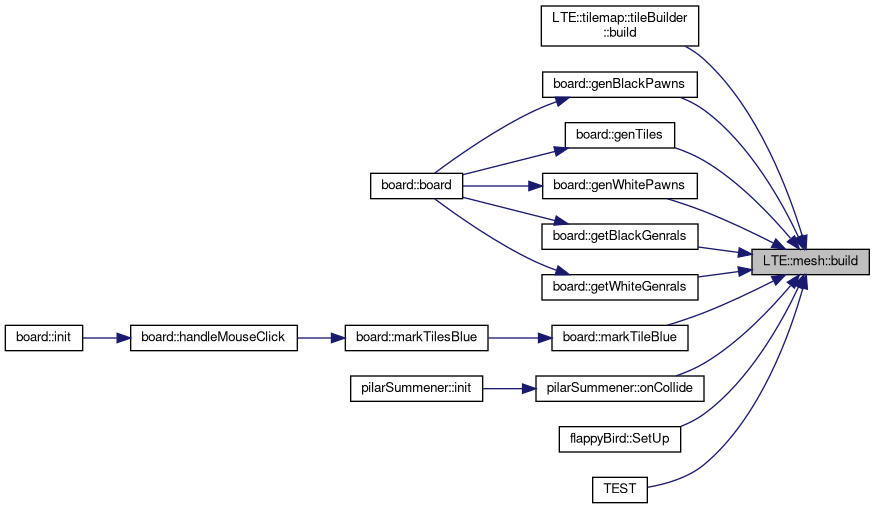 LTE::tilemap::tileBuilder
::build
board::genBlackPawns
board::genTiles
board::board
board::genWhitePawns
board::getBlackGenrals
LTE::mesh::build
board::getWhiteGenrals
board::init
board::handleMouseClick
board::markTilesBlue
board::markTileBlue
pilarSummener::init
pilarSummener::onCollide
flappyBird::SetUp
TEST